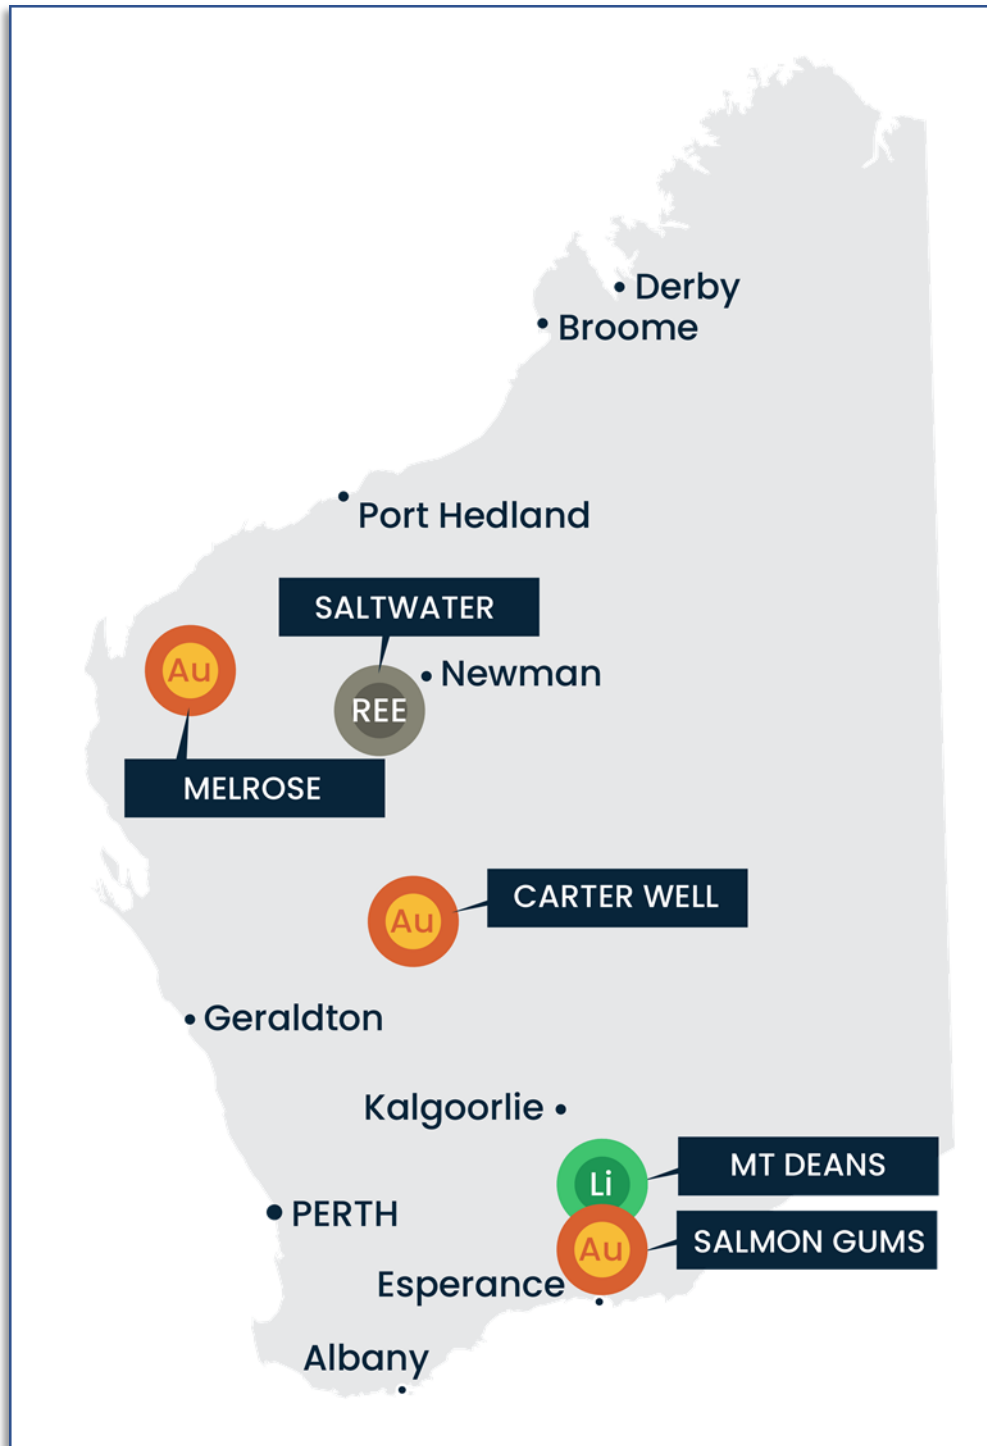 Derby
Broome
Port Hedland
SALTWATER
Au
Newman
REE
MELROSE
CARTER WELL
Au
Geraldton
Kalgoorlie
MT DEANS
Li
PERTH
SALMON GUMS
Au
Esperance
Albany